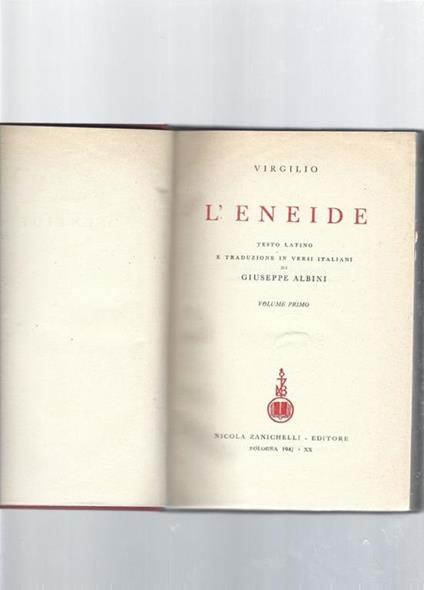 VIRGILIO
L'ENEIDE
TESTO LATINO
E TRADUZIONE IN VERSI ITALIANI
DI
GIUSEPPE ALBINI
VOLUME PRIMO
NICOLA ZANICHELLI - EDITORE
BOLOGNA 1942 • XX